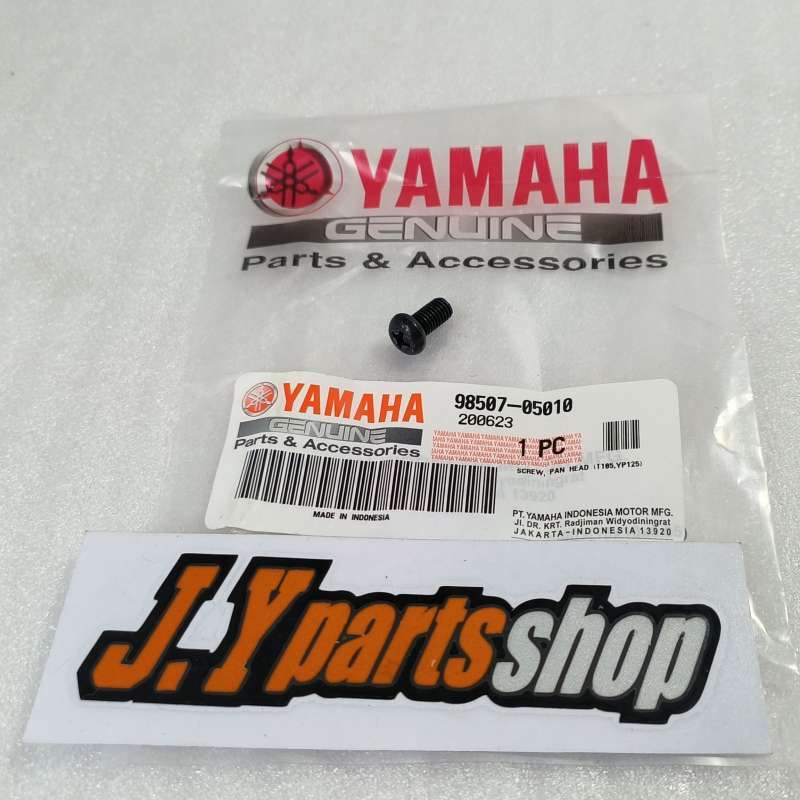 YAMAHA
GENUINE
Parts & Accessories
YAMAHA
GENUINE
Parts & Accessories
MADE IN INDONESIA
98507-05010
200623
1 PC
SCREW, PAN HEAD (T105,YP125)
PT. YAMAHA INDONESIA MOTOR MFG.
Jl. DR. KRT. Radjiman Widyodiningrat
JAKARTA-INDONESIA 13920
J.Ypartsshop